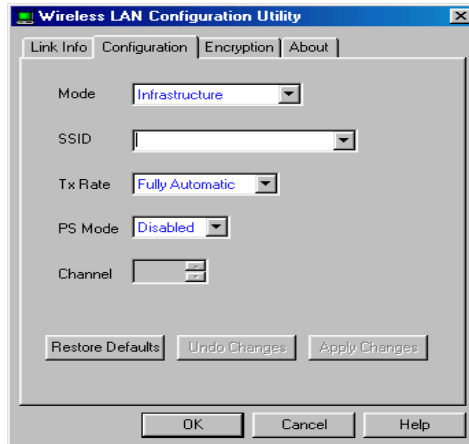 Wireless LAN Configuration Utility
Link Info Configuration Encryption About
Mode Infrastructure
SSID
Tx Rate Fully Automatic
PS Mode Disabled
Channel
Restore Defaults Undo Changes Apply Changes
OK Cancel Help